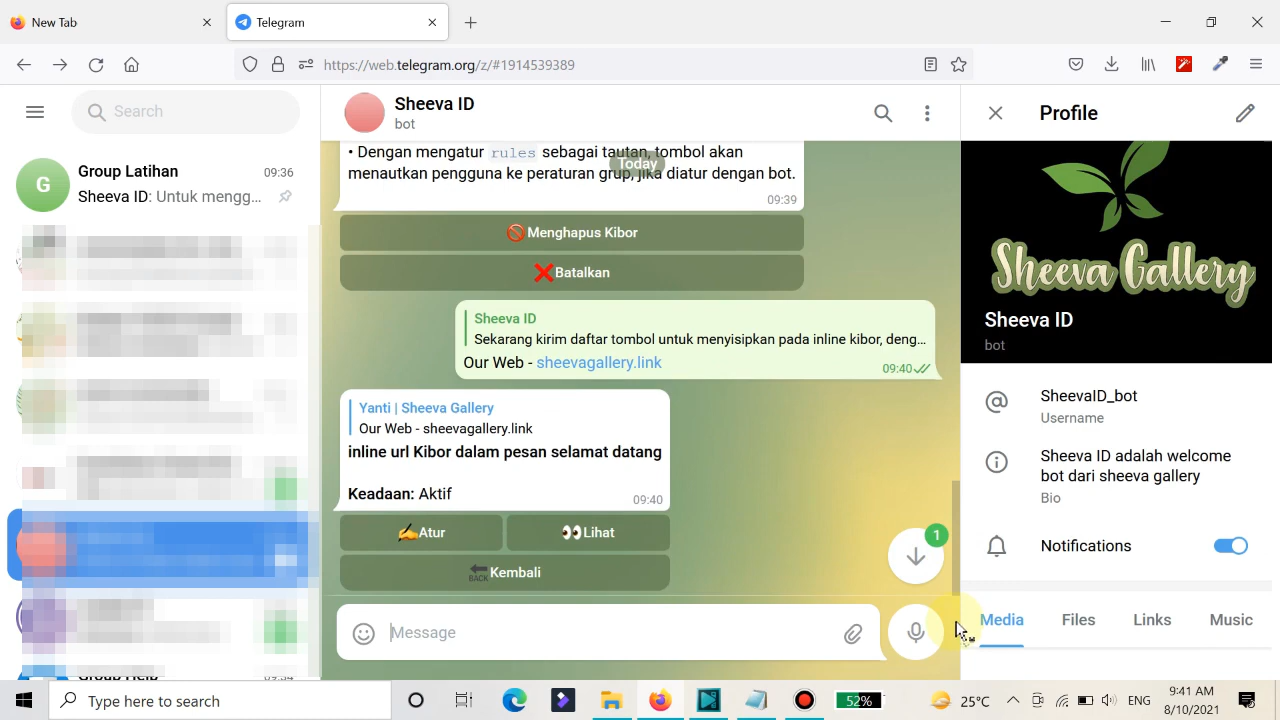 New Tab
Telegram
https://web.telegram.org/z/#1914539389
Search
Group Latihan
09:36
G
Sheeva ID: Untuk mengg...
Sheeva ID
bot
• Dengan mengatur rules sebagai tautan, tombol akan
menautkan pengguna ke peraturan grup, jika diatur dengan bot.
Today
09:39
🚫Menghapus Kibor
❌Batalkan
Sheeva ID
Sekarang kirim daftar tombol untuk menyisipkan pada inline kibor, deng...
Our Web - sheevagallery.link
09:40
Yanti | Sheeva Gallery
Our Web - sheevagallery.link
inline url Kibor dalam pesan selamat datang
Keadaan: Aktif
09:40
✍Atur
👀Lihat
🔙Kembali
1
Message
Profile
Sheeva Gallery
Sheeva ID
bot
SheevaID_bot
Username
Sheeva ID adalah welcome
bot dari sheeva gallery
Bio
Notifications
Media
Files
Links
Music
Type here to search
52%
25°C
ENG
9:41 AM
8/10/2021